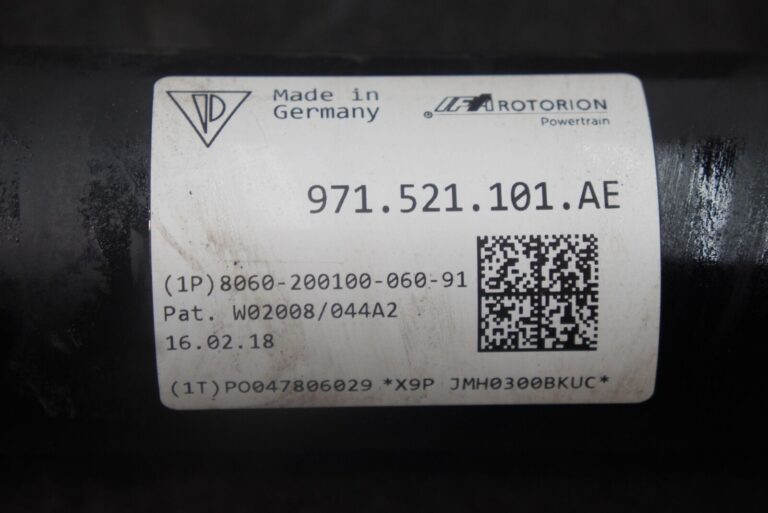 Made in
Germany
IFA ROTORION
Powertrain
971.521.101.AE
(1P)8060-200100-060-91
Pat. WO2008/044A2
16.02.18
(1T)PO047806029 *X9P JMH0300BKUC*